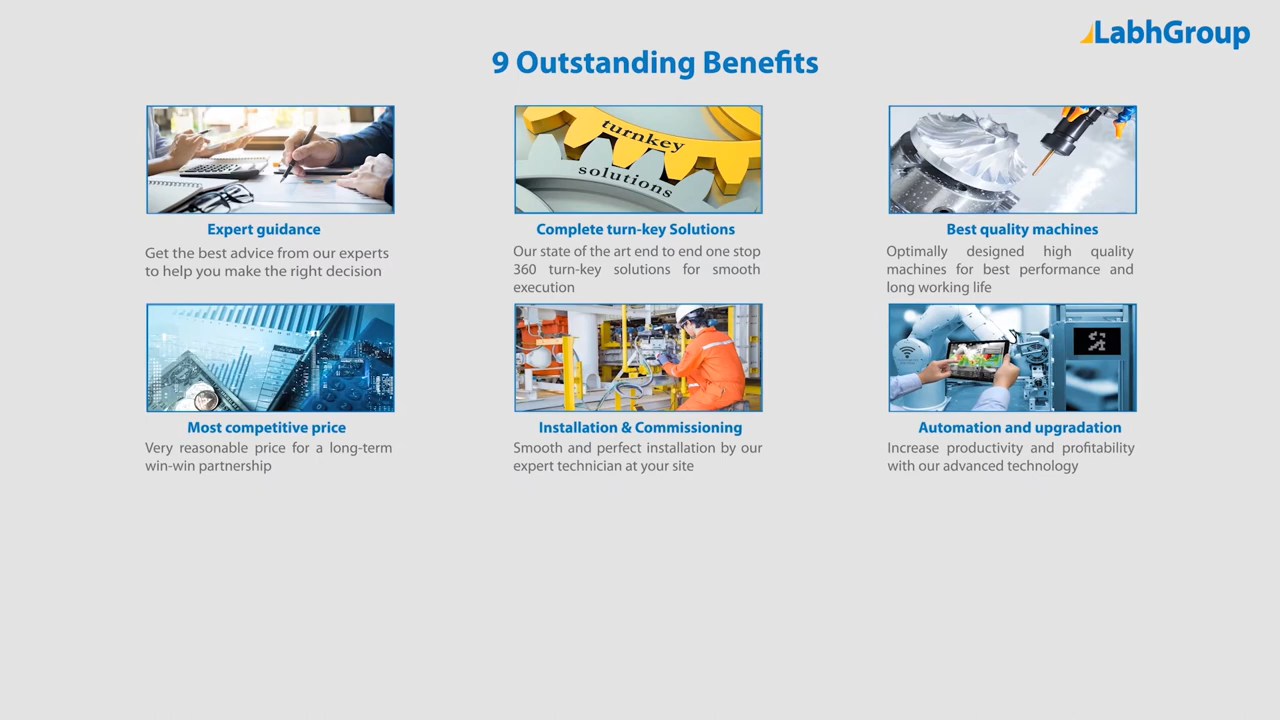 LabhGroup
9 Outstanding Benefits
turnkey
solutions
Expert guidance
Get the best advice from our experts
to help you make the right decision
Complete turn-key Solutions
Our state of the art end to end one stop
360 turn-key solutions for smooth
execution
Best quality machines
Optimally designed high quality
machines for best performance and
long working life
Most competitive price
Very reasonable price for a long-term
win-win partnership
Installation & Commissioning
Smooth and perfect installation by our
expert technician at your site
Automation and upgradation
Increase productivity and profitability
with our advanced technology